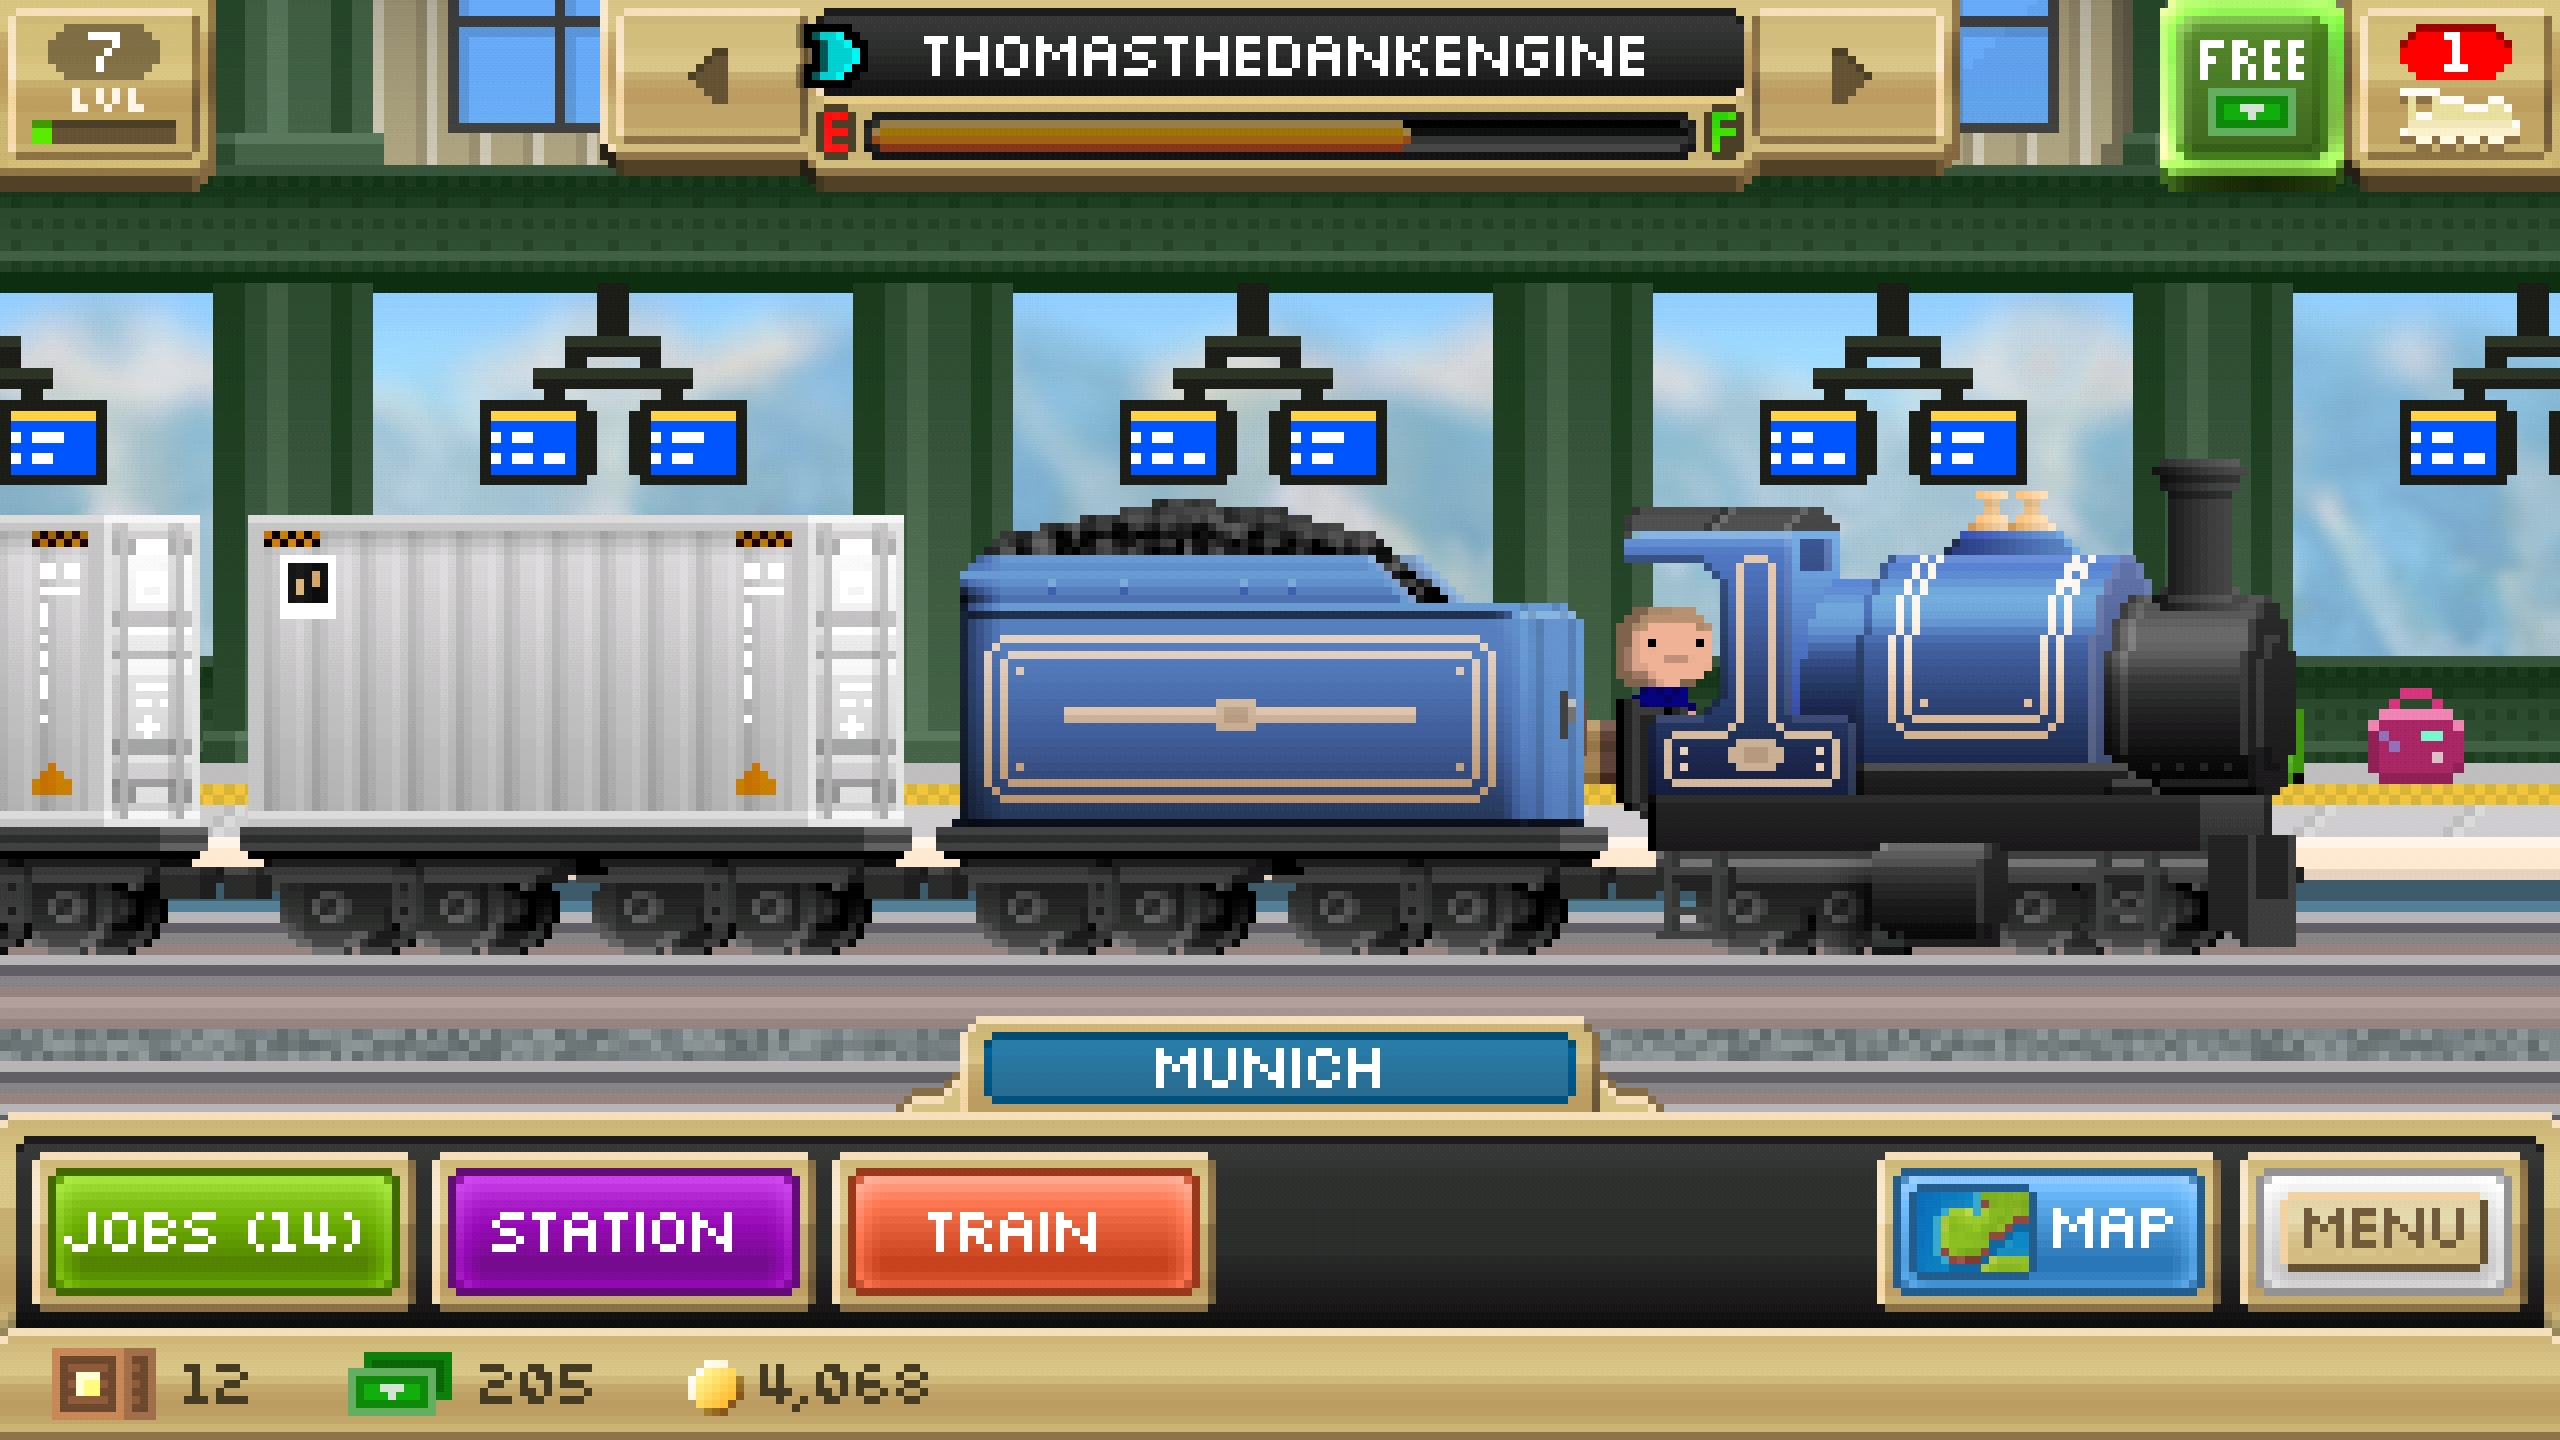 7
LVL
THOMASTHEDANKENGINE
E F
FREE
1
MUNICH
JOBS (14)
STATION
TRAIN
MAP
MENU
12
205
4,068